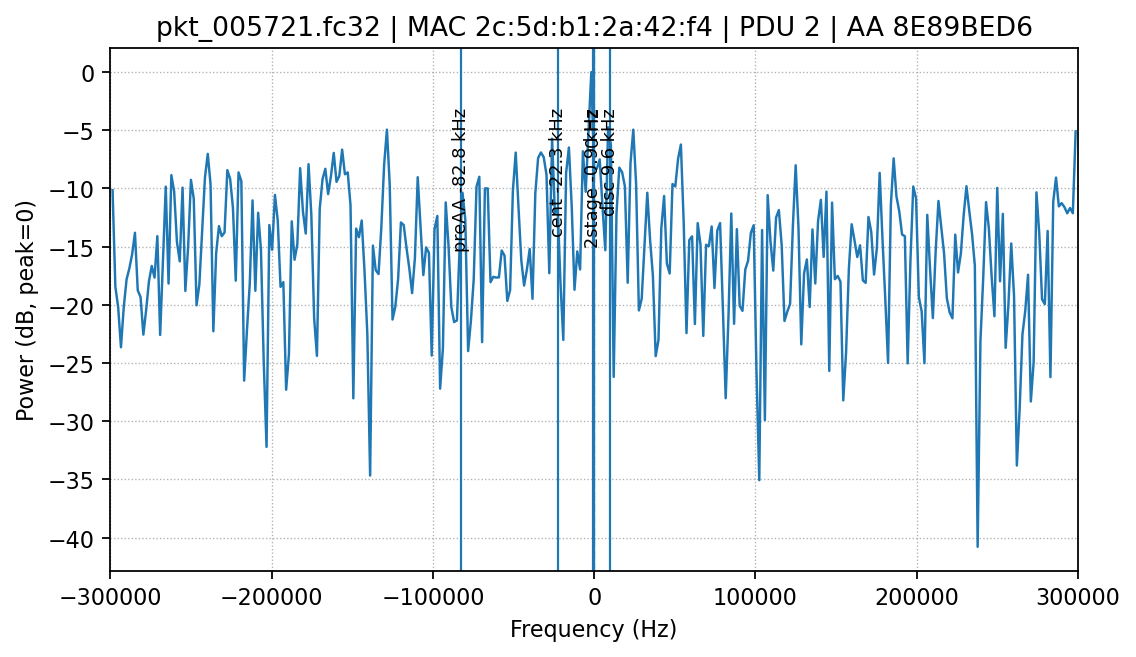 pkt_005721.fc32 | MAC 2c:5d:b1:2a:42:f4 | PDU 2 | AA 8E89BED6
Power (dB, peak=0)
0
−5
−10
−15
−20
−25
−30
−35
−40
preAA -82.8 kHz
cent -22.3 kHz
2stage
disc 9.6 kHz
−300000
−200000
−100000
0
100000
200000
300000
Frequency (Hz)